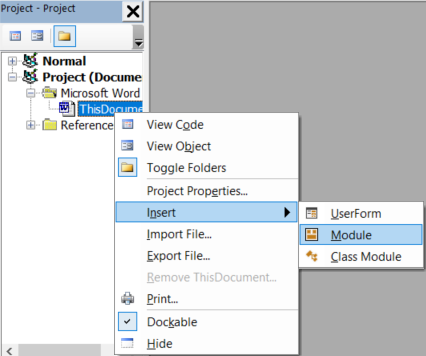 Project - Project
Normal
Project (Docume
Microsoft Word
ThisDocume
Reference
View Code
View Object
Toggle Folders
Project Properties...
Insert
Import File...
Export File...
Remove ThisDocument...
Print...
Dockable
Hide
UserForm
Module
Class Module